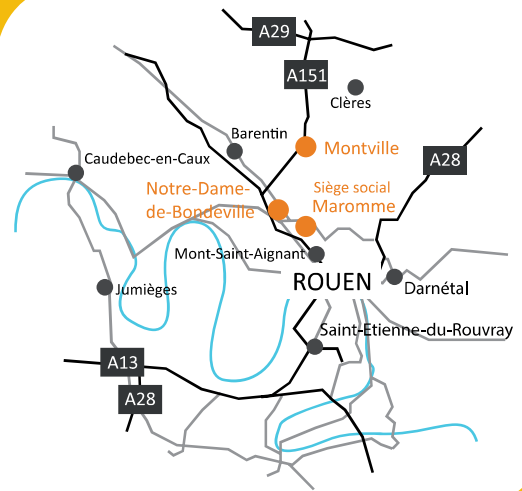 A29
A151
Clères
Barentin
Montville
A28
Caudebec-en-Caux
Notre-Dame-
de-Bondeville
Siège social
Maromme
Mont-Saint-Aignant
ROUEN
Darnétal
Jumièges
Saint-Etienne-du-Rouvray
A13
A28